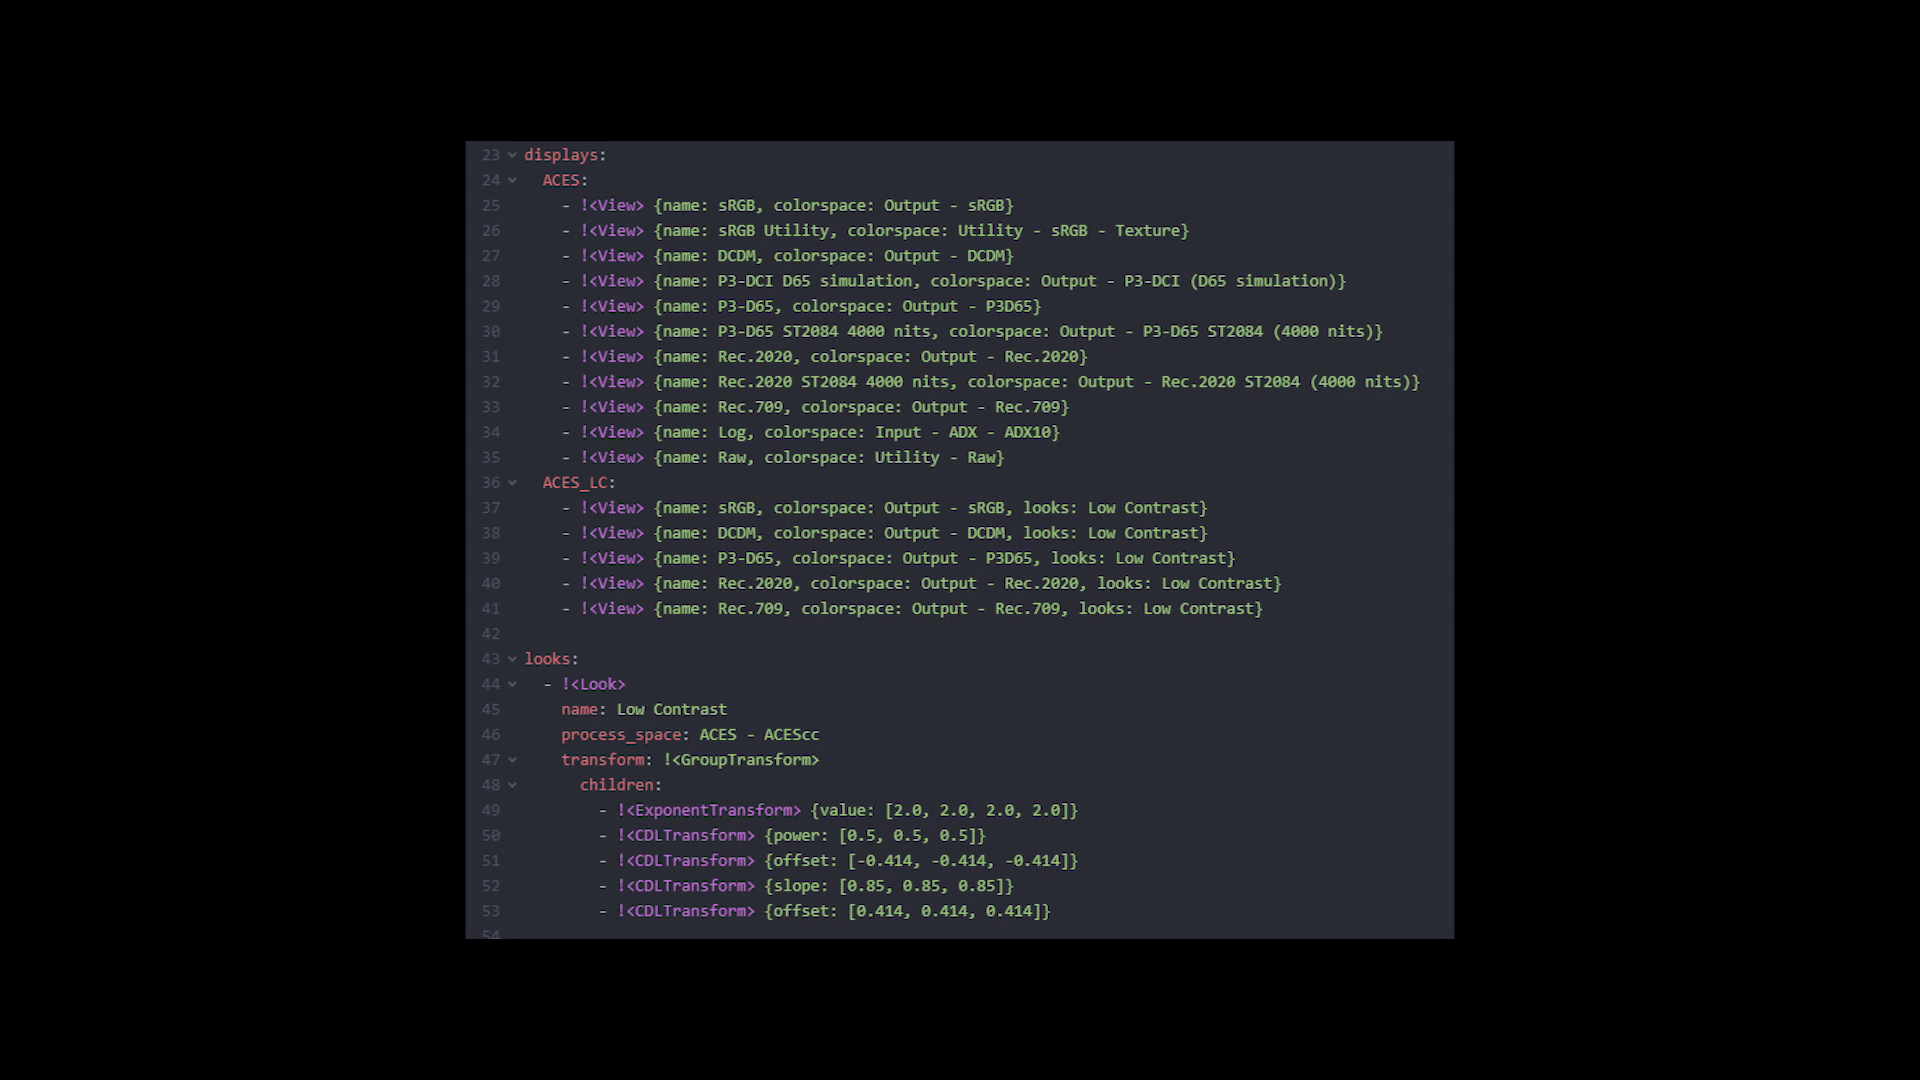 23 displays:
24 ACES:
25 - !<View> {name: sRGB, colorspace: Output - sRGB}
26 - !<View> {name: sRGB Utility, colorspace: Utility - sRGB - Texture}
27 - !<View> {name: DCDM, colorspace: Output - DCDM}
28 - !<View> {name: P3-DCI D65 simulation, colorspace: Output - P3-DCI (D65 simulation)}
29 - !<View> {name: P3-D65, colorspace: Output - P3D65}
30 - !<View> {name: P3-D65 ST2084 4000 nits, colorspace: Output - P3-D65 ST2084 (4000 nits)}
31 - !<View> {name: Rec.2020, colorspace: Output - Rec.2020}
32 - !<View> {name: Rec.2020 ST2084 4000 nits, colorspace: Output - Rec.2020 ST2084 (4000 nits)}
33 - !<View> {name: Rec.709, colorspace: Output - Rec.709}
34 - !<View> {name: Log, colorspace: Input - ADX - ADX10}
35 - !<View> {name: Raw, colorspace: Utility - Raw}
36 ACES_LC:
37 - !<View> {name: sRGB, colorspace: Output - sRGB, looks: Low Contrast}
38 - !<View> {name: DCDM, colorspace: Output - DCDM, looks: Low Contrast}
39 - !<View> {name: P3-D65, colorspace: Output - P3D65, looks: Low Contrast}
40 - !<View> {name: Rec.2020, colorspace: Output - Rec.2020, looks: Low Contrast}
41 - !<View> {name: Rec.709, colorspace: Output - Rec.709, looks: Low Contrast}
42
43 looks:
44 - !<Look>
45 name: Low Contrast
46 process_space: ACES - ACEScc
47 transform: !<GroupTransform>
48 children:
49 - !<ExponentTransform> {value: [2.0, 2.0, 2.0, 2.0]}
50 - !<CDLTransform> {power: [0.5, 0.5, 0.5]}
51 - !<CDLTransform> {offset: [-0.414, -0.414, -0.414]}
52 - !<CDLTransform> {slope: [0.85, 0.85, 0.85]}
53 - !<CDLTransform> {offset: [0.414, 0.414, 0.414]}
54